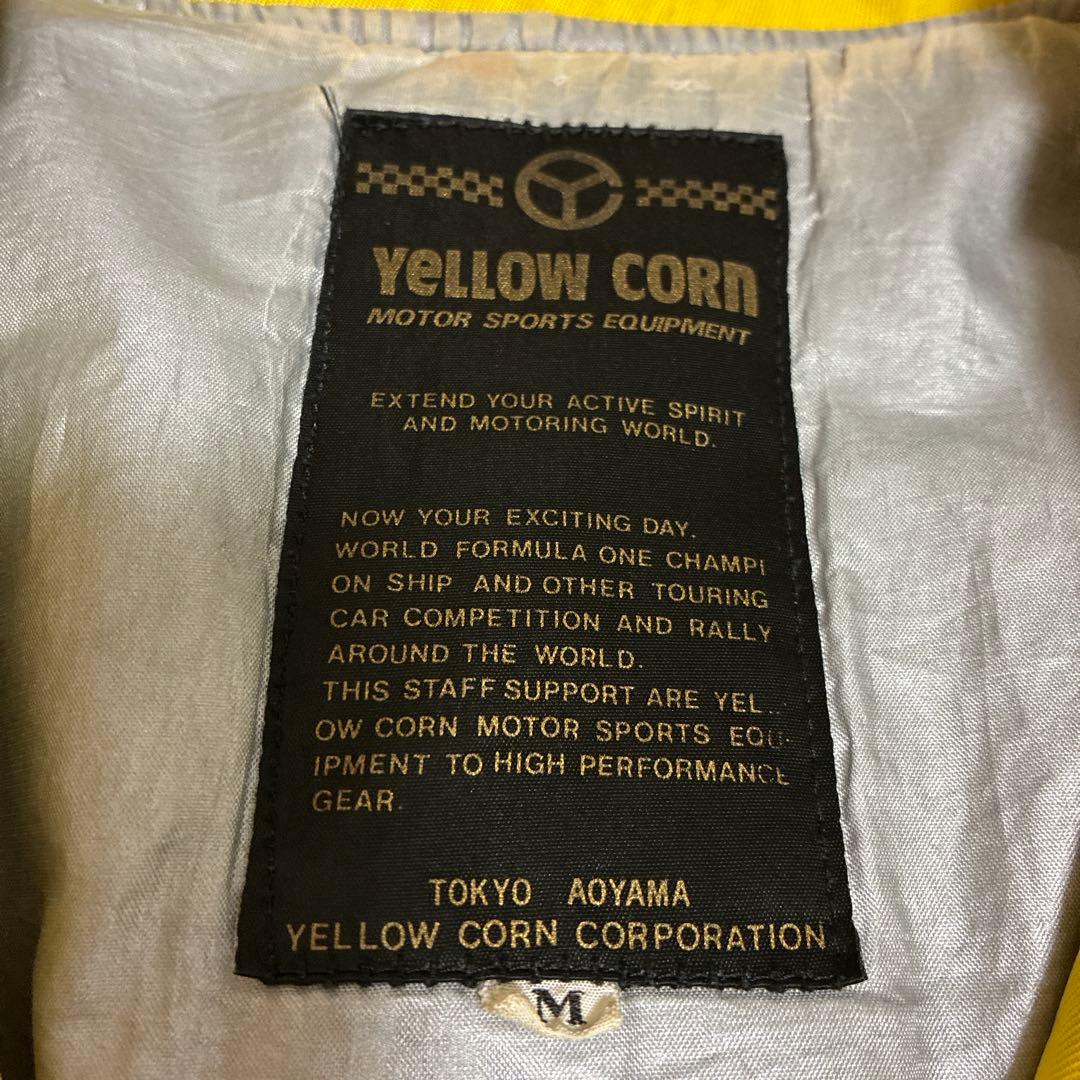 YELLOW CORN
MOTOR SPORTS EQUIPMENT
EXTEND YOUR ACTIVE SPIRIT
AND MOTORING WORLD.
NOW YOUR EXCITING DAY.
WORLD FORMULA ONE CHAMPI
ON SHIP AND OTHER TOURING
CAR COMPETITION AND RALLY
AROUND THE WORLD.
THIS STAFF SUPPORT ARE YEL
OW CORN MOTOR SPORTS EQU-
IPMENT TO HIGH PERFORMANCE
GEAR.
TOKYO AOYAMA
YELLOW CORN CORPORATION
M